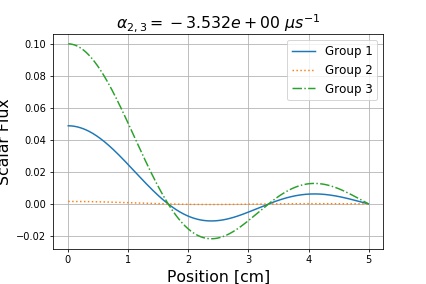 α2,3 = −3.532e + 00 μs⁻¹
Scalar Flux
0.10
0.08
0.06
0.04
0.02
0.00
−0.02
Group 1
Group 2
Group 3
0 1 2 3 4 5
Position [cm]